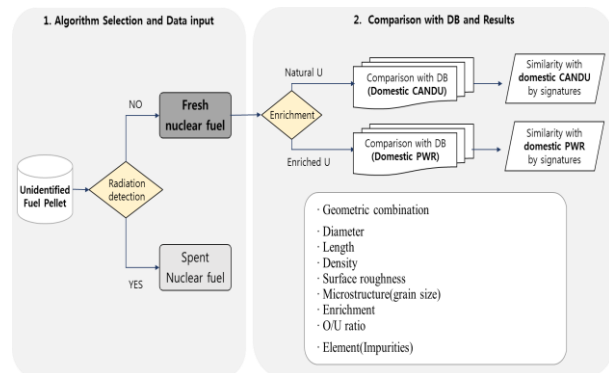 1. Algorithm Selection and Data input
2. Comparison with DB and Results
Unidentified
Fuel Pellet
Radiation
detection
NO
YES
Fresh
nuclear fuel
Spent
Nuclear fuel
Enrichment
Natural U
Enriched U
Comparison with DB
(Domestic CANDU)
Similarity with
domestic CANDU
by signatures
Comparison with DB
(Domestic PWR)
Similarity with
domestic PWR
by signatures
· Geometric combination
· Diameter
· Length
· Density
· Surface roughness
· Microstructure(grain size)
· Enrichment
· O/U ratio
· Element(Impurities)